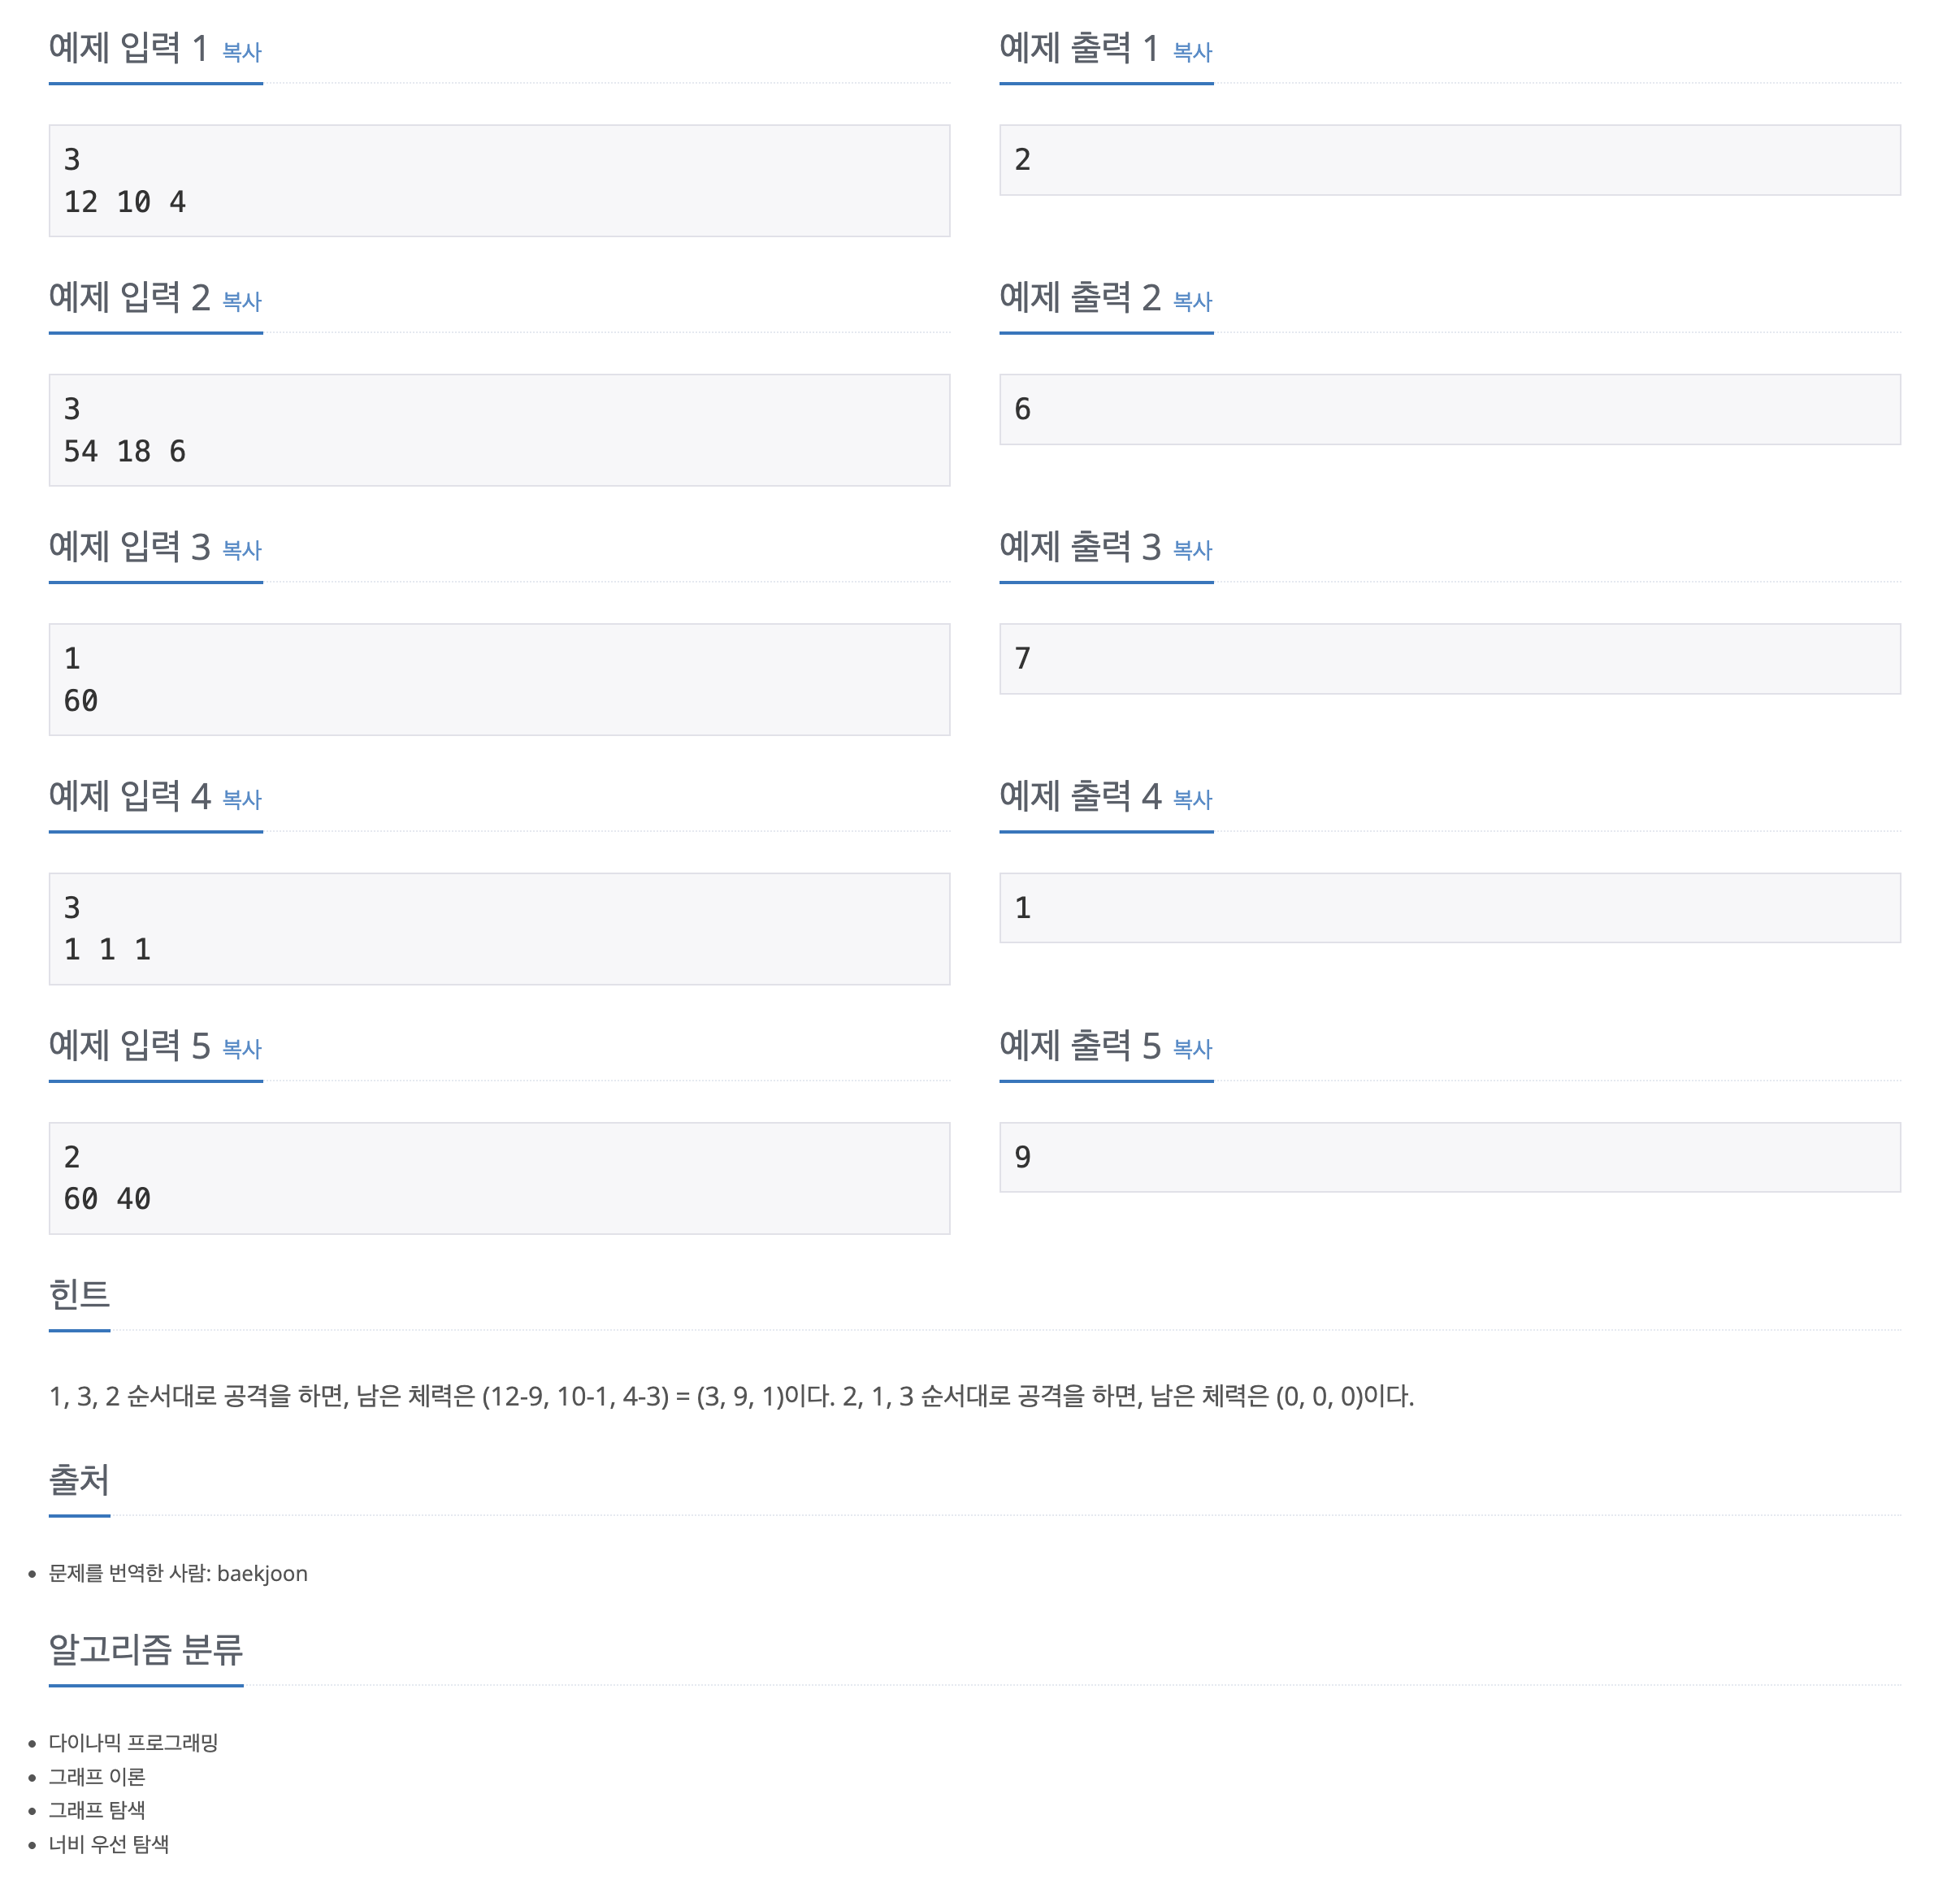 예제 입력 1 복사
예제 출력 1 복사
3
12 10 4
2
예제 입력 2 복사
예제 출력 2 복사
3
54 18 6
6
예제 입력 3 복사
예제 출력 3 복사
1
60
7
예제 입력 4 복사
예제 출력 4 복사
3
1 1 1
1
예제 입력 5 복사
예제 출력 5 복사
2
60 40
9
힌트
1, 3, 2 순서대로 공격을 하면, 남은 체력은 (12-9, 10-1, 4-3) = (3, 9, 1)이다. 2, 1, 3 순서대로 공격을 하면, 남은 체력은 (0, 0, 0)이다.
출처
문제를 번역한 사람: baekjoon
알고리즘 분류
다이나믹 프로그래밍
그래프 이론
그래프 탐색
너비 우선 탐색